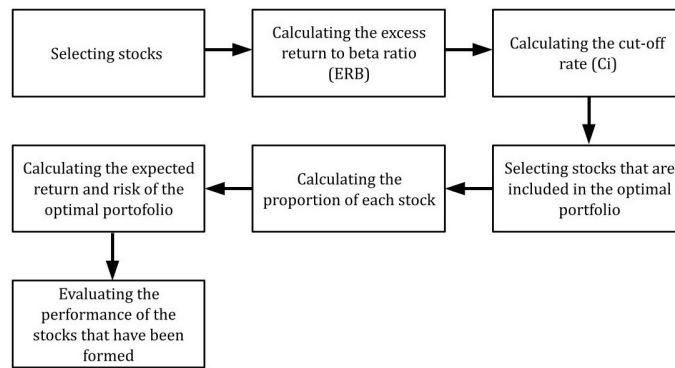 Selecting stocks
Calculating the excess
return to beta ratio
(ERB)
Calculating the cut-off
rate (Ci)
Selecting stocks that are
included in the optimal
portfolio
Calculating the
proportion of each stock
Calculating the expected
return and risk of the
optimal portofolio
Evaluating the
performance of the
stocks that have been
formed